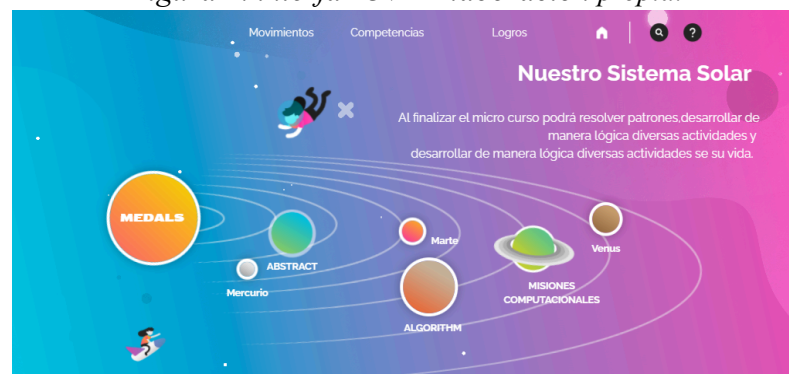 Movimientos Competencias Logros ?
Nuestro Sistema Solar
Al finalizar el micro curso podrá resolver patrones,desarrollar de
manera lógica diversas actividades y
desarrollar de manera lógica diversas actividades se su vida.
MEDALS
Marte
Venus
ABSTRACT
Mercurio
MISIONES
COMPUTACIONALES
ALGORITHM